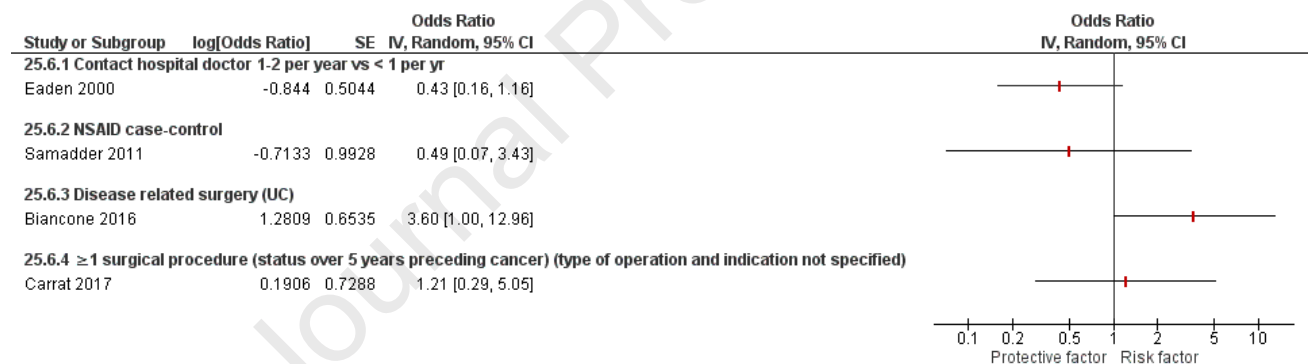 Odds Ratio Odds Ratio
Study or Subgroup log[Odds Ratio] SE IV, Random, 95% CI IV, Random, 95% CI
25.6.1 Contact hospital doctor 1-2 per year vs < 1 per yr
Eaden 2000 -0.844 0.5044 0.43 [0.16, 1.16]
25.6.2 NSAID case-control
Samadder 2011 -0.7133 0.9928 0.49 [0.07, 3.43]
25.6.3 Disease related surgery (UC)
Biancone 2016 1.2809 0.6535 3.60 [1.00, 12.96]
25.6.4 ≥1 surgical procedure (status over 5 years preceding cancer) (type of operation and indication not specified)
Carrat 2017 0.1906 0.7288 1.21 [0.29, 5.05]
0.1 0.2 0.5 1 2 5 10
Protective factor Risk factor
Journal Pr